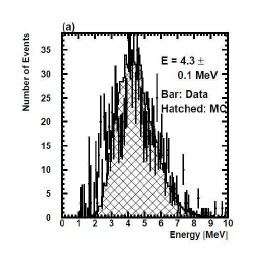 (a)
Number of Events
35
30
25
20
15
10
5
0
E = 4.3 ±
0.1 MeV
Bar: Data
Hatched: MC
0 1 2 3 4 5 6 7 8 9 10
Energy [MeV]